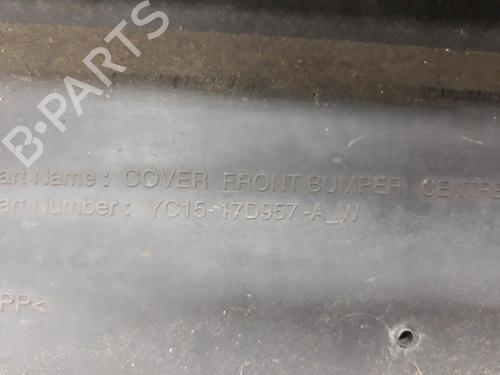 B-PARTS
art Name : COVER FRONT BUMPER CENTRE
art Number : YC15-17D957-A_W
PP<